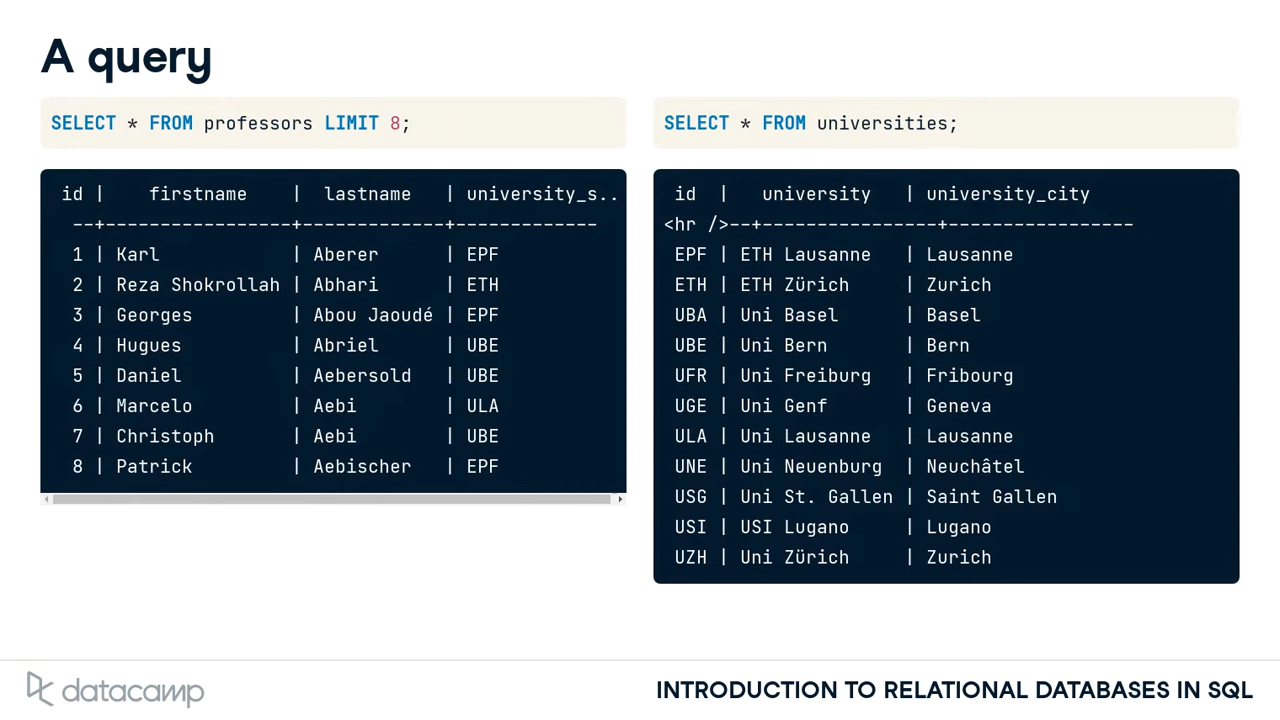 A query
SELECT * FROM professors LIMIT 8;
id |    firstname    |  lastname   | university_s..
--+-----------------+-------------+-------------
1 | Karl            | Aberer      | EPF
2 | Reza Shokrollah | Abhari      | ETH
3 | Georges         | Abou Jaoudé | EPF
4 | Hugues          | Abriel      | UBE
5 | Daniel          | Aebersold   | UBE
6 | Marcelo         | Aebi        | ULA
7 | Christoph       | Aebi        | UBE
8 | Patrick         | Aebischer   | EPF
SELECT * FROM universities;
id  |   university   | university_city
<hr />--+----------------+-----------------
EPF | ETH Lausanne   | Lausanne
ETH | ETH Zürich     | Zurich
UBA | Uni Basel      | Basel
UBE | Uni Bern       | Bern
UFR | Uni Freiburg   | Fribourg
UGE | Uni Genf       | Geneva
ULA | Uni Lausanne   | Lausanne
UNE | Uni Neuenburg  | Neuchâtel
USG | Uni St. Gallen | Saint Gallen
USI | USI Lugano     | Lugano
UZH | Uni Zürich     | Zurich
datacamp
INTRODUCTION TO RELATIONAL DATABASES IN SQL